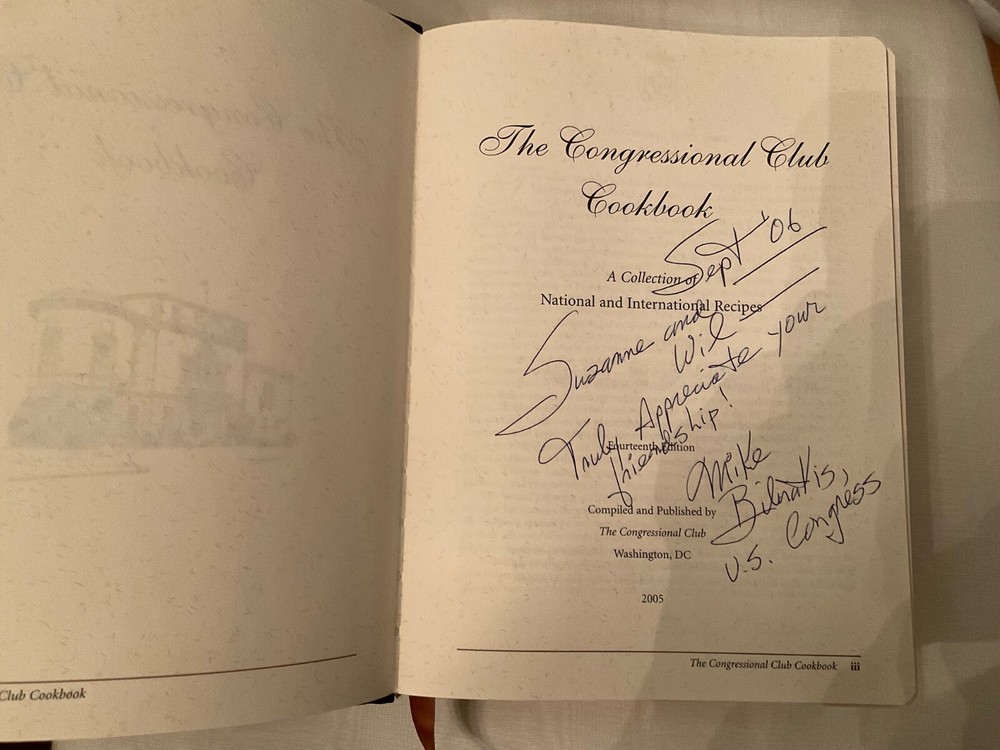 The Congressional Club
Cookbook
Sept '06
A Collection of
National and International Recipes
Suzanne and
Wil
Truly Appreciate your
friendship!
Fourteenth Edition
Mike
Bilirakis,
U.S. Congress
Compiled and Published by
The Congressional Club
Washington, DC
2005
The Congressional Club Cookbook iii
Club Cookbook